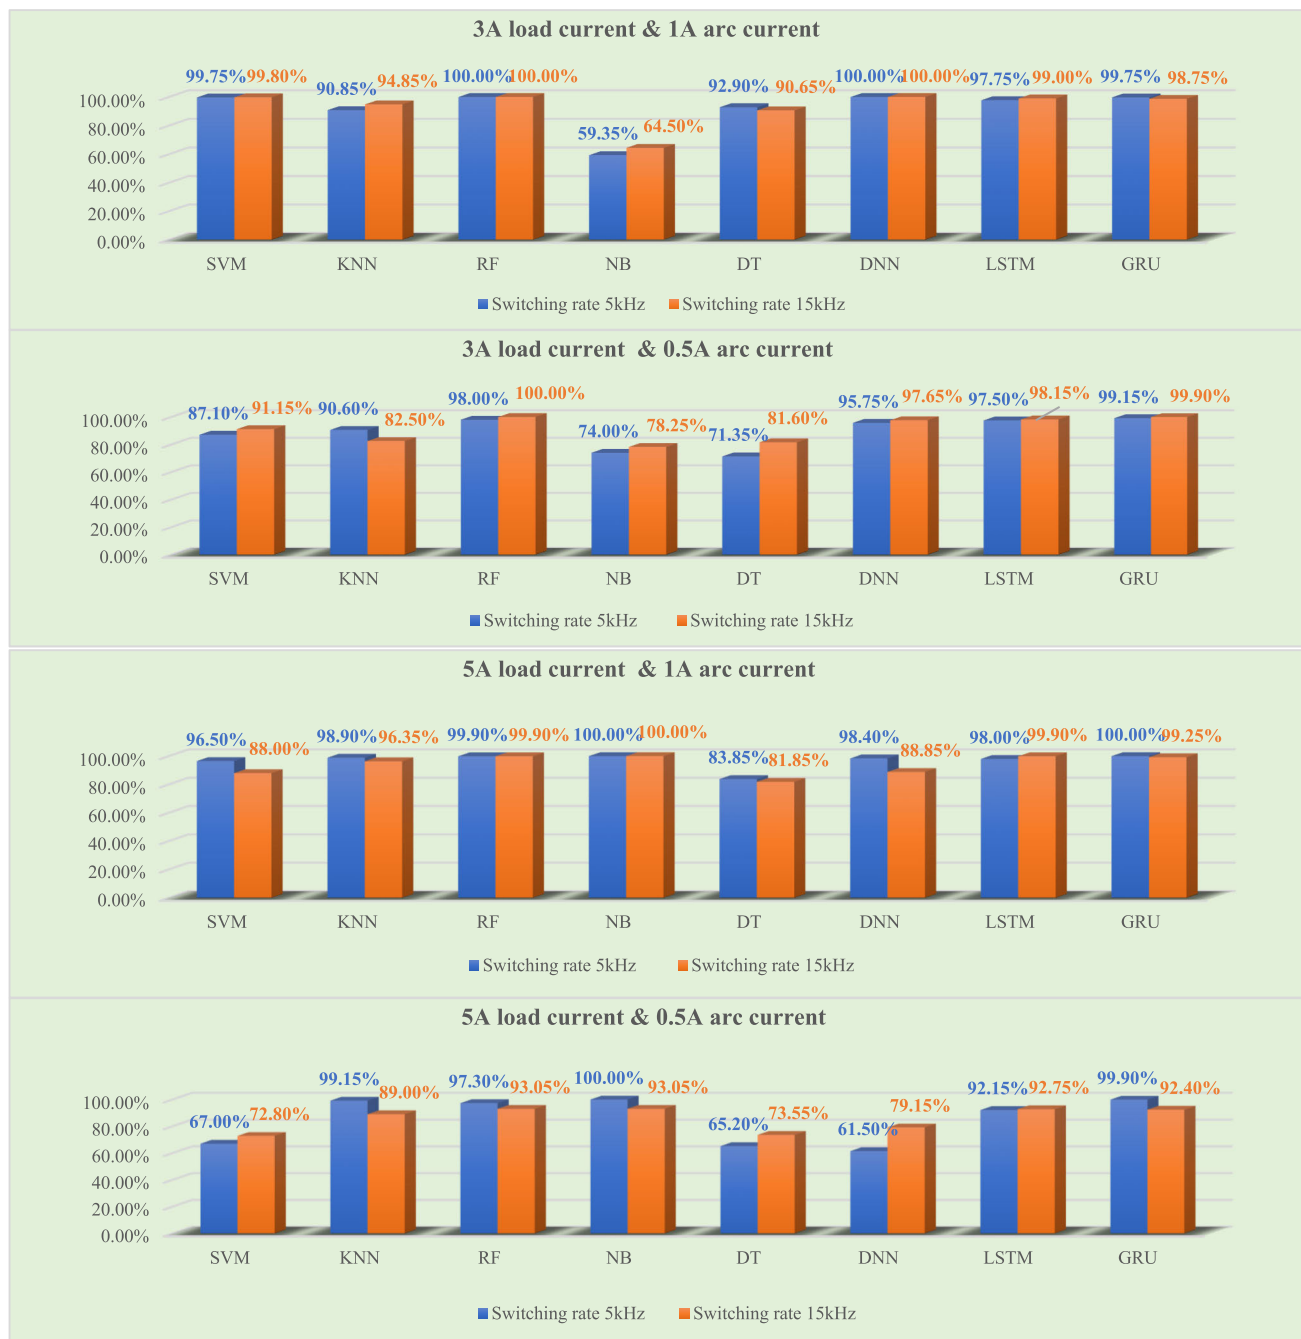 3A load current & 1A arc current
99.75% 99.80% 90.85% 94.85% 100.00% 100.00% 59.35% 64.50% 92.90% 90.65% 100.00% 100.00% 97.75% 99.00% 99.75% 98.75%
100.00%
80.00%
60.00%
40.00%
20.00%
0.00%
SVM KNN RF NB DT DNN LSTM GRU
Switching rate 5kHz Switching rate 15kHz
3A load current & 0.5A arc current
87.10% 91.15% 90.60% 82.50% 98.00% 100.00% 74.00% 78.25% 71.35% 81.60% 95.75% 97.65% 97.50% 98.15% 99.15% 99.90%
100.00%
80.00%
60.00%
40.00%
20.00%
0.00%
SVM KNN RF NB DT DNN LSTM GRU
Switching rate 5kHz Switching rate 15kHz
5A load current & 1A arc current
96.50% 88.00% 98.90% 96.35% 99.90% 99.90% 100.00% 100.00% 83.85% 81.85% 98.40% 88.85% 98.00% 99.90% 100.00% 99.25%
100.00%
80.00%
60.00%
40.00%
20.00%
0.00%
SVM KNN RF NB DT DNN LSTM GRU
Switching rate 5kHz Switching rate 15kHz
5A load current & 0.5A arc current
67.00% 72.80% 99.15% 89.00% 97.30% 93.05% 100.00% 93.05% 65.20% 73.55% 61.50% 79.15% 92.15% 92.75% 99.90% 92.40%
100.00%
80.00%
60.00%
40.00%
20.00%
0.00%
SVM KNN RF NB DT DNN LSTM GRU
Switching rate 5kHz Switching rate 15kHz